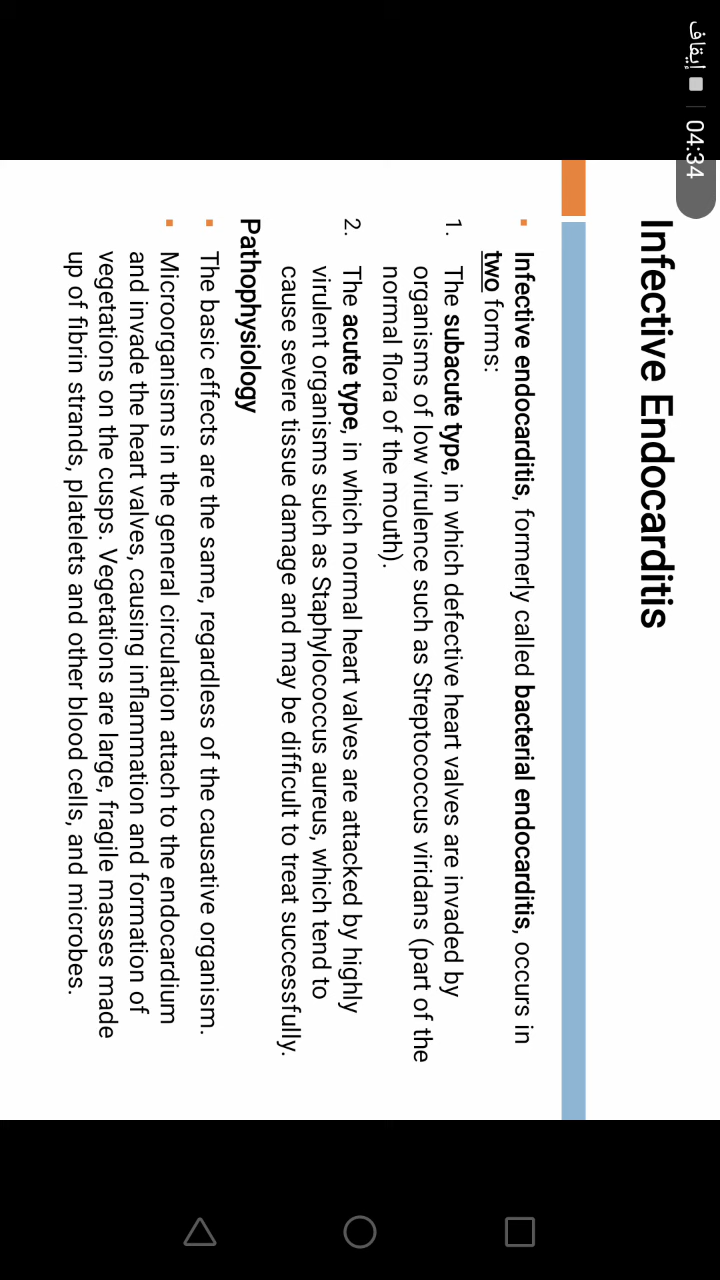 إيقاف 04:34
Infective Endocarditis
▪ Infective endocarditis, formerly called bacterial endocarditis, occurs in
two forms:
1. The subacute type, in which defective heart valves are invaded by
organisms of low virulence such as Streptococcus viridans (part of the
normal flora of the mouth).
2. The acute type, in which normal heart valves are attacked by highly
virulent organisms such as Staphylococcus aureus, which tend to
cause severe tissue damage and may be difficult to treat successfully.
Pathophysiology
▪ The basic effects are the same, regardless of the causative organism.
▪ Microorganisms in the general circulation attach to the endocardium
and invade the heart valves, causing inflammation and formation of
vegetations on the cusps. Vegetations are large, fragile masses made
up of fibrin strands, platelets and other blood cells, and microbes.